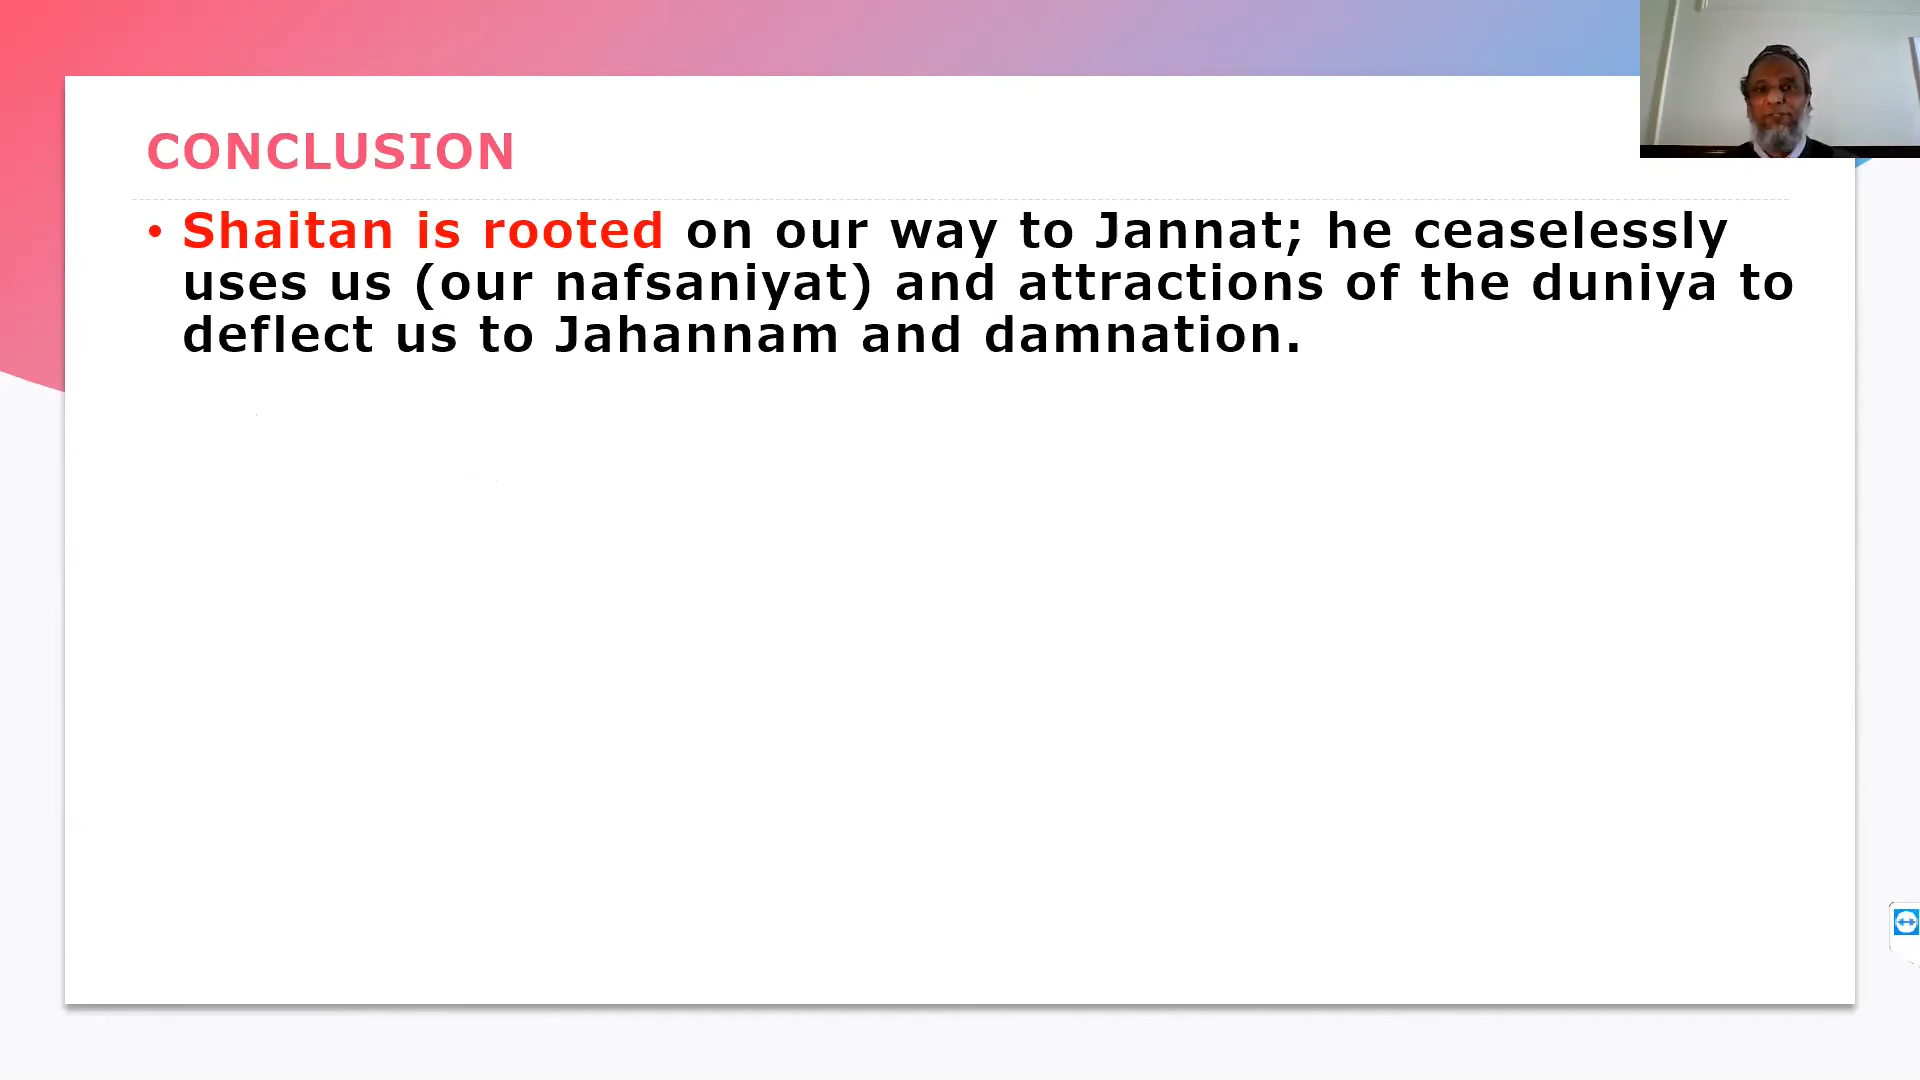 CONCLUSION
• Shaitan is rooted on our way to Jannat; he ceaselessly
uses us (our nafsaniyat) and attractions of the duniya to
deflect us to Jahannam and damnation.